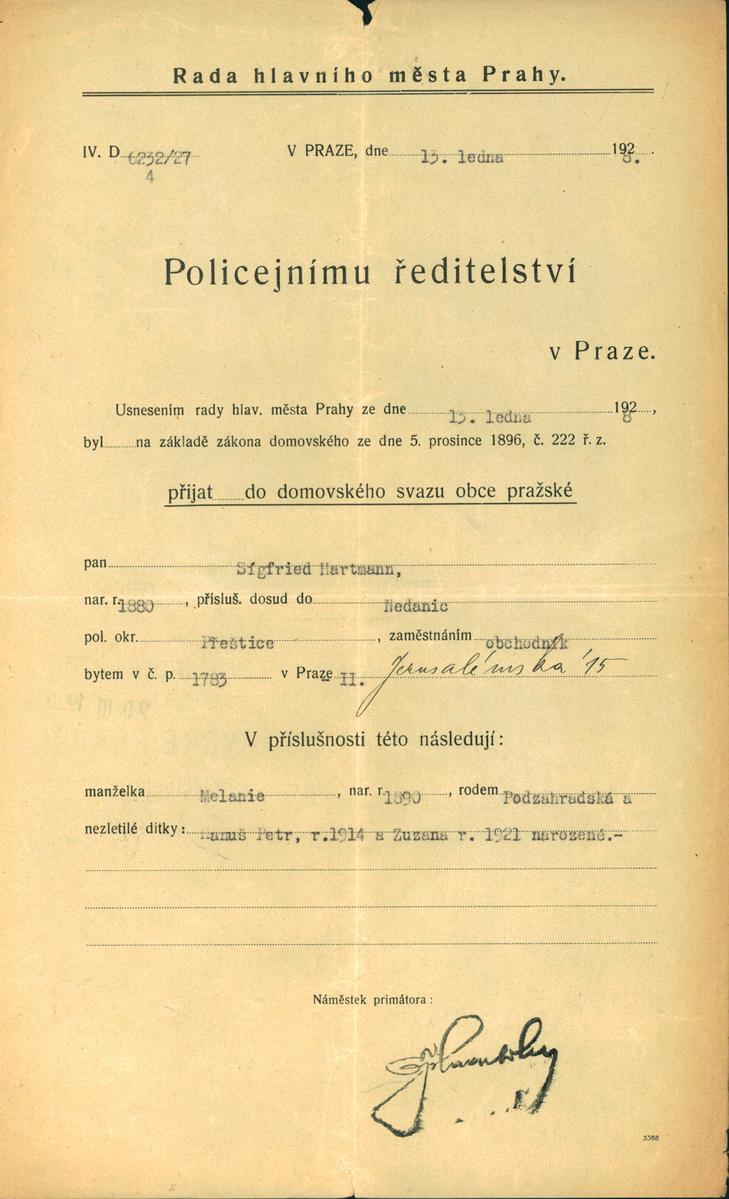 Rada hlavního města Prahy.
IV. D 6232/27 V PRAZE, dne 13. ledna 1928.
4
Policejnímu ředitelství
v Praze.
Usnesením rady hlav. města Prahy ze dne 13. ledna 1928,
byl na základě zákona domovského ze dne 5. prosince 1896, č. 222 ř. z.
přijat do domovského svazu obce pražské
pan Sigfried Hartmann,
nar. r. 1880, přísluš. dosud do Nedanic
pol. okr. Přeštice, zaměstnáním obchodník
bytem v č. p. 1783 v Praze - II. Jerusalémská 15
V příslušnosti této následují:
manželka Melanie, nar. r. 1890, rodem Podzahradská a
nezletilé dítky: Hanuš Petr, r.1914 a Zuzana r. 1921 narozené.-
Náměstek primátora:
5388